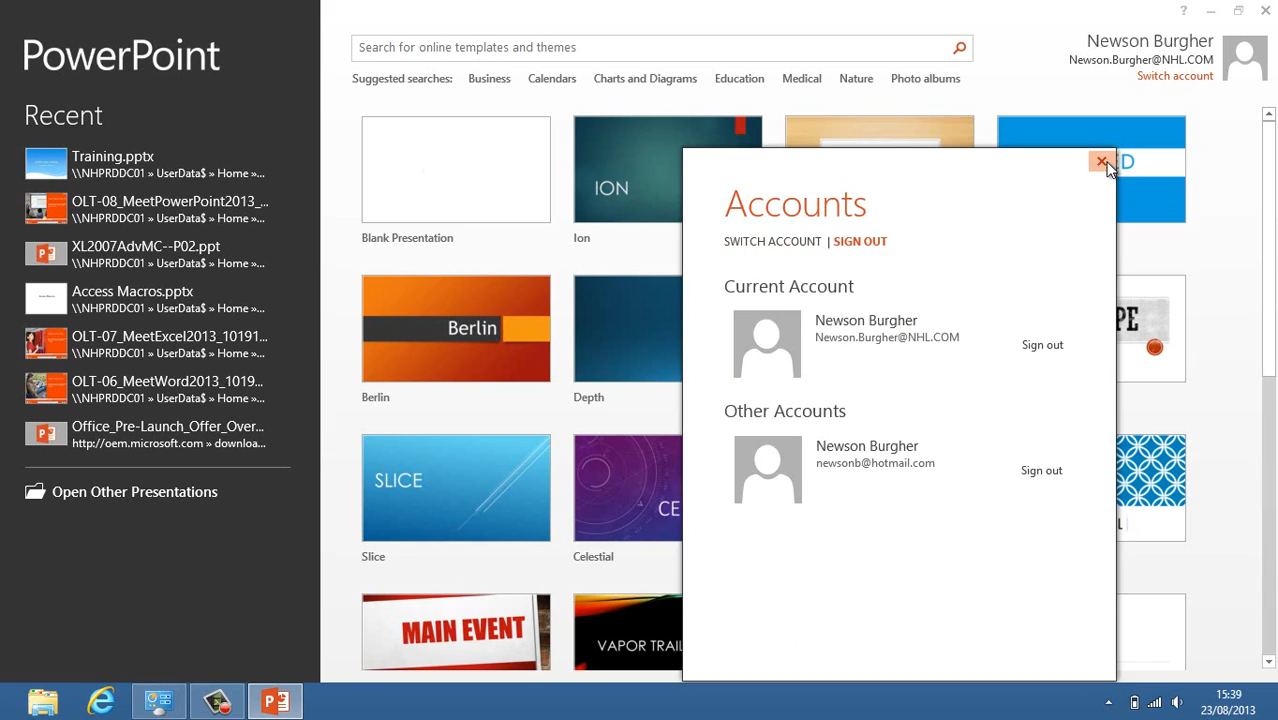 PowerPoint
Recent
Training.pptx
\\NHPRDDC01 » UserData$ » Home »...
OLT-08_MeetPowerPoint2013_...
\\NHPRDDC01 » UserData$ » Home »...
XL2007AdvMC--P02.ppt
\\NHPRDDC01 » UserData$ » Home »...
Access Macros.pptx
\\NHPRDDC01 » UserData$ » Home »...
OLT-07_MeetExcel2013_10191...
\\NHPRDDC01 » UserData$ » Home »...
OLT-06_MeetWord2013_1019...
\\NHPRDDC01 » UserData$ » Home »...
Office_Pre-Launch_Offer_Over...
http://oem.microsoft.com » downloa...
Open Other Presentations
?
Search for online templates and themes
Suggested searches: Business Calendars Charts and Diagrams Education Medical Nature Photo albums
Newson Burgher
Newson.Burgher@NHL.COM
Switch account
Blank Presentation
ION
Ion
ED
Berlin
Berlin
Depth
PE
SLICE
Slice
CE
Celestial
L
MAIN EVENT
VAPOR TRAIL
Accounts
SWITCH ACCOUNT | SIGN OUT
Current Account
Newson Burgher
Newson.Burgher@NHL.COM
Sign out
Other Accounts
Newson Burgher
newsonb@hotmail.com
Sign out
15:39
23/08/2013